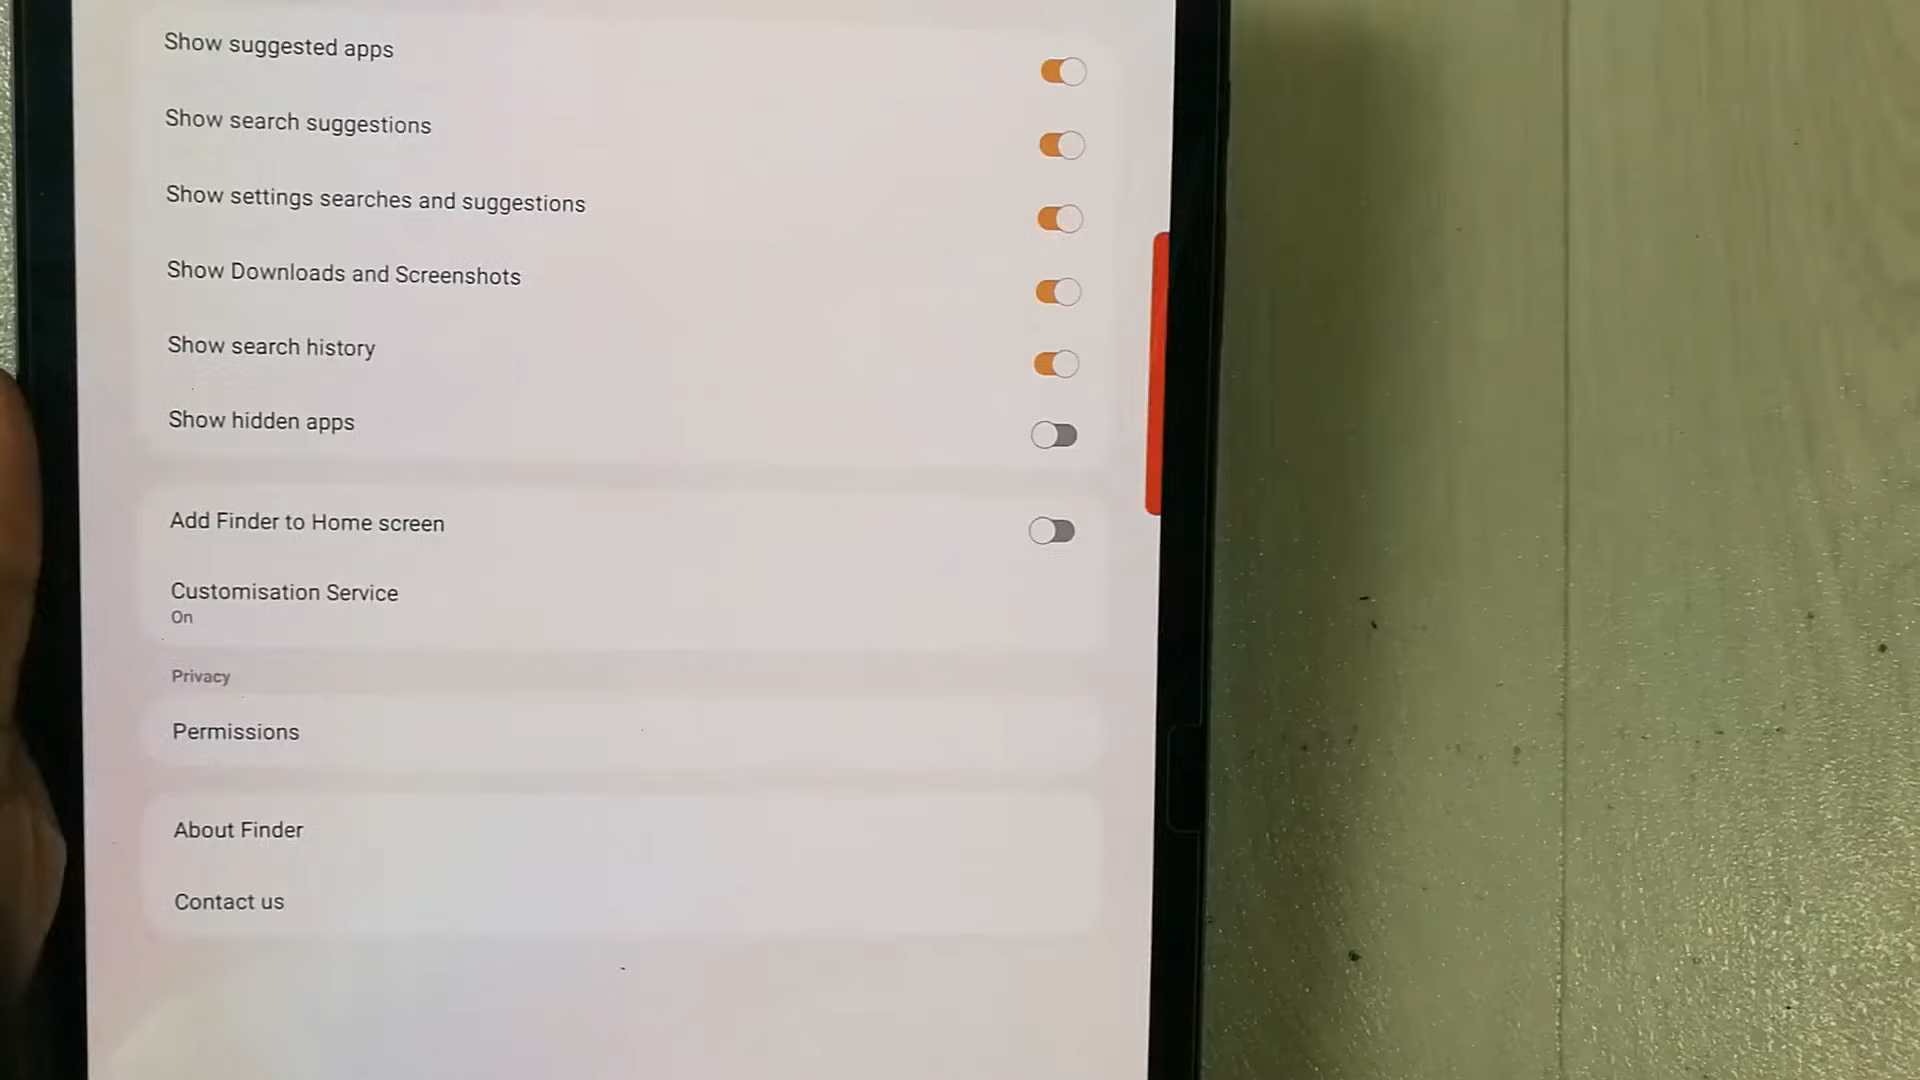 Show suggested apps
Show search suggestions
Show settings searches and suggestions
Show Downloads and Screenshots
Show search history
Show hidden apps
Add Finder to Home screen
Customisation Service
On
Privacy
Permissions
About Finder
Contact us